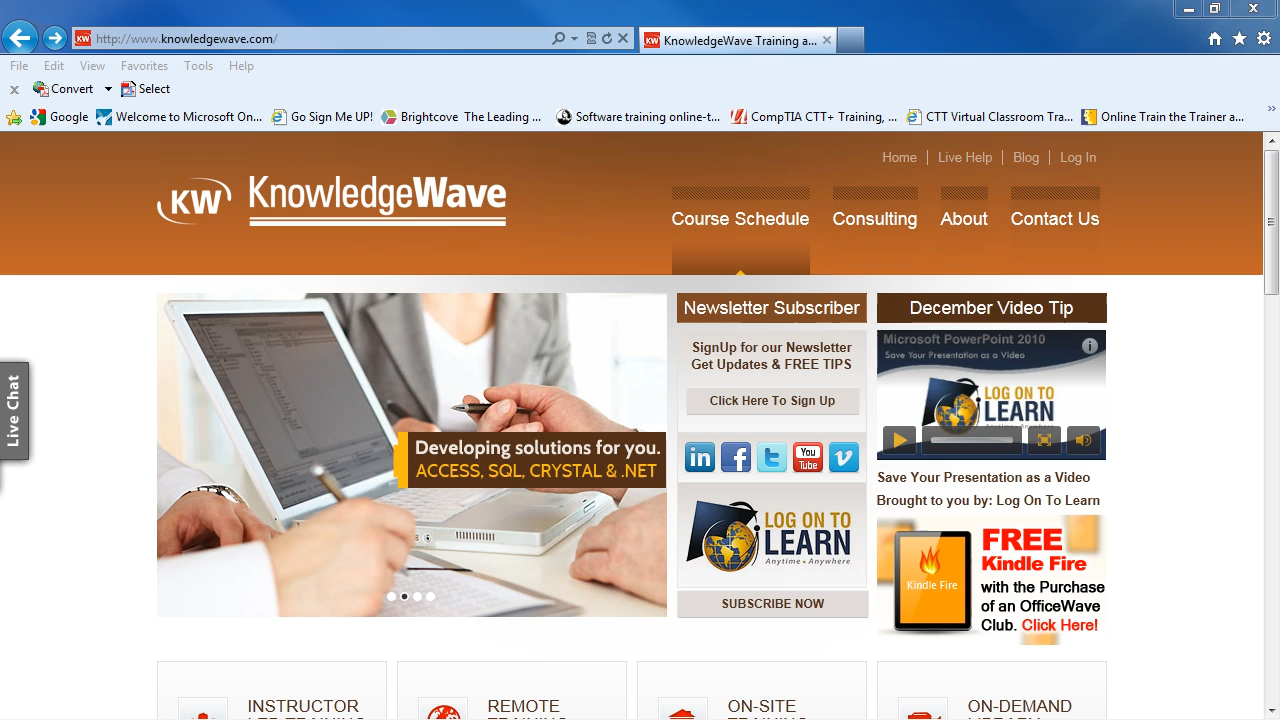 http://www.knowledgewave.com/
KnowledgeWave Training a...
File Edit View Favorites Tools Help
Convert Select
Google Welcome to Microsoft On... Go Sign Me UP! Brightcove The Leading ... Software training online-t... CompTIA CTT+ Training, ... CTT Virtual Classroom Tra... Online Train the Trainer a...
Home Live Help Blog Log In
KW KnowledgeWave
Course Schedule Consulting About Contact Us
Live Chat
Developing solutions for you.
ACCESS, SQL, CRYSTAL & .NET
Newsletter Subscriber
SignUp for our Newsletter
Get Updates & FREE TIPS
Click Here To Sign Up
You
Tube
LOG ON TO
LEARN
Anytime • Anywhere
SUBSCRIBE NOW
December Video Tip
Microsoft PowerPoint 2010
Save Your Presentation as a Video
LOG ON TO
LEARN
Save Your Presentation as a Video
Brought to you by: Log On To Learn
Kindle Fire
FREE
Kindle Fire
with the Purchase
of an OfficeWave
Club. Click Here!
INSTRUCTOR
LED TRAINING
REMOTE
TRAINING
ON-SITE
TRAINING
ON-DEMAND
LIBRARY